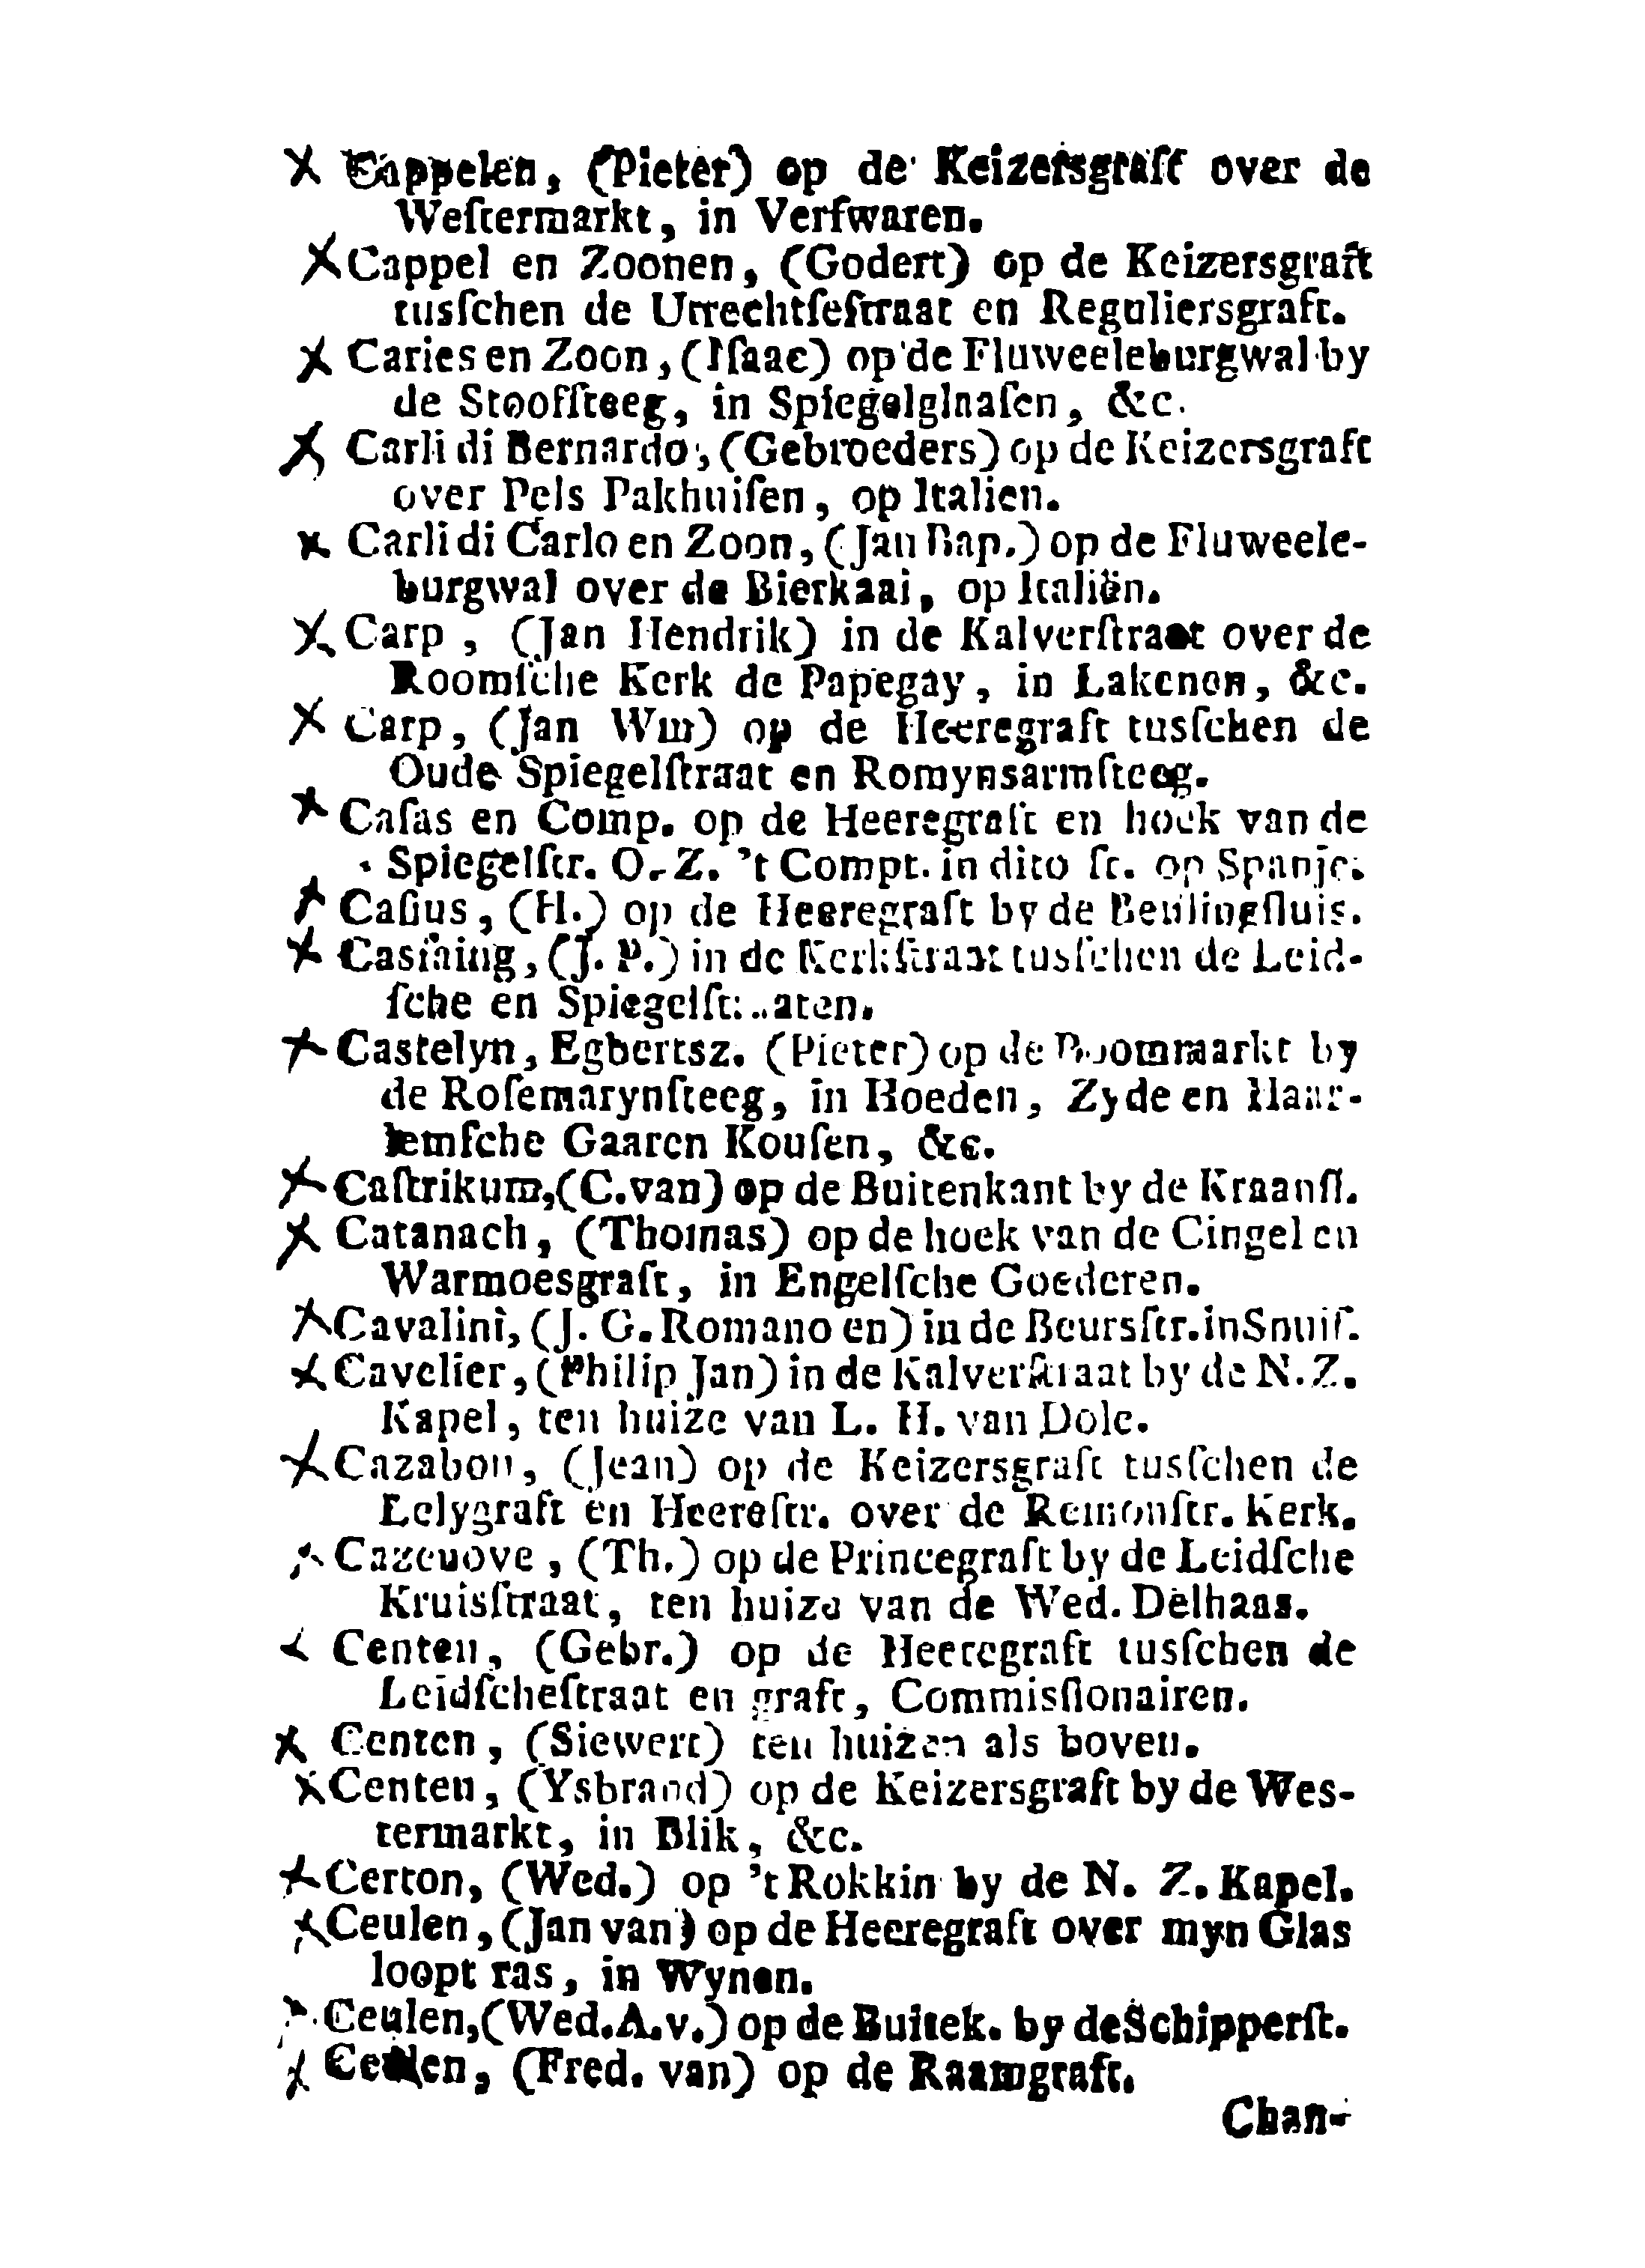 Cappelen, (Pieter) op de Keizersgraft over de
Weſtermarkt, in Verfwaren.
Cappel en Zoonen, (Godert) op de Keizersgraft
tusſchen de Utrechtſeſtraat en Reguliersgraft.
Caries en Zoon, (Iſaac) op de Fluweeleburgwal by
de Stoofſteeg, in Spiegelglaaſen, &c.
Carli di Bernardo, (Gebroeders) op de Keizersgraft
over Pels Pakhuiſen, op Italien.
Carli di Carlo en Zoon, (Jan Bap.) op de Fluweele-
burgwal over de Bierkaai, op Italiën.
Carp, (Jan Hendrik) in de Kalverſtraat over de
Roomſche Kerk de Papegay, in Lakenen, &c.
Carp, (Jan Wm) op de Heeregraft tusſchen de
Oude Spiegelſtraat en Romynsarmſteeg.
Caſas en Comp. op de Heeregraft en hoek van de
Spiegelſtr. O. Z. 't Compt. in dito ſt. op Spanje.
Caſius, (H.) op de Heeregraft by de Beulingſluis.
(J. P.) in de Kerkſtraat tusſchen de Leid-
ſche en Spiegelſtraaten.
Castelyn, Egbertsz. (Pieter) op de Boommarkt by
de Roſemarynſteeg, in Hoeden, Zyde en Haar-
lemſche Gaaren Kouſen, &c.
Caſtrikum, (C. van) op de Buitenkant by de Kraanſl.
Catanach, (Thomas) op de hoek van de Cingel en
Warmoesgraft, in Engelſche Goederen.
Cavalini, (J. G. Romano en) in de Beursſtr. in Snuif.
Cavelier, (Philip Jan) in de Kalverſtraat by de N. Z.
Kapel, ten huize van L. H. van Dole.
Cazabon, (Jean) op de Keizersgraft tusſchen de
Lelygraft en Heereſtr. over de Remonſtr. Kerk.
Cazenove, (Th.) op de Princegraft by de Leidſche
Kruisſtraat, ten huize van de Wed. Delhaas.
Centen, (Gebr.) op de Heeregraft tusſchen de
Leidſcheſtraat en graft, Commisſionairen.
Centen, (Siewert) ten huizen als boven.
Centen, (Ysbrand) op de Keizersgraft by de Wes-
termarkt, in Blik, &c.
Certon, (Wed.) op 't Rokkin by de N. Z. Kapel.
Ceulen, (Jan van) op de Heeregraft over myn Glas
loopt ras, in Wynen.
Ceulen, (Wed. A. v.) op de Buitek. by de Schipperſt.
Ceulen, (Fred. van) op de Raamgraft.
Chan-